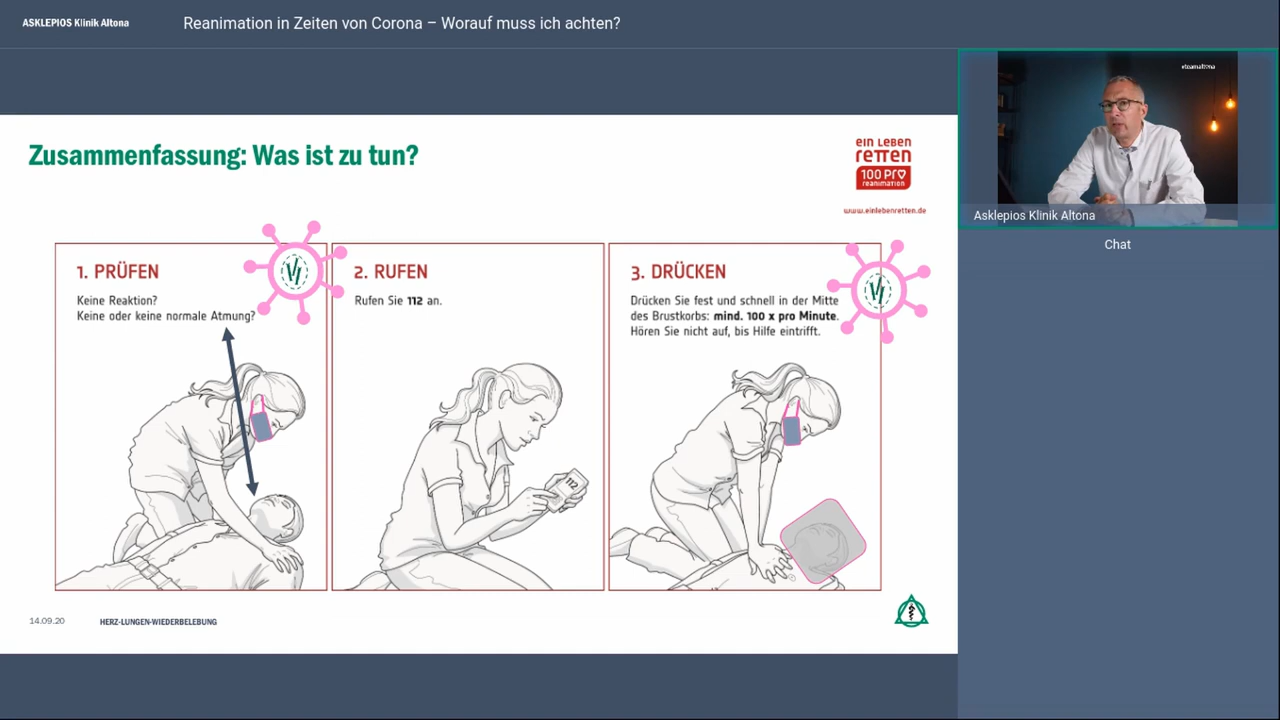 ASKLEPIOS Klinik Altona
Reanimation in Zeiten von Corona – Worauf muss ich achten?
#teamaltona
Asklepios Klinik Altona
Chat
Zusammenfassung: Was ist zu tun?
ein Leben
retten
100 Pro
reanimation
www.einlebenretten.de
1. PRÜFEN
Keine Reaktion?
Keine oder keine normale Atmung?
2. RUFEN
Rufen Sie 112 an.
112
3. DRÜCKEN
Drücken Sie fest und schnell in der Mitte
des Brustkorbs: mind. 100 x pro Minute.
Hören Sie nicht auf, bis Hilfe eintrifft.
14.09.20
HERZ-LUNGEN-WIEDERBELEBUNG